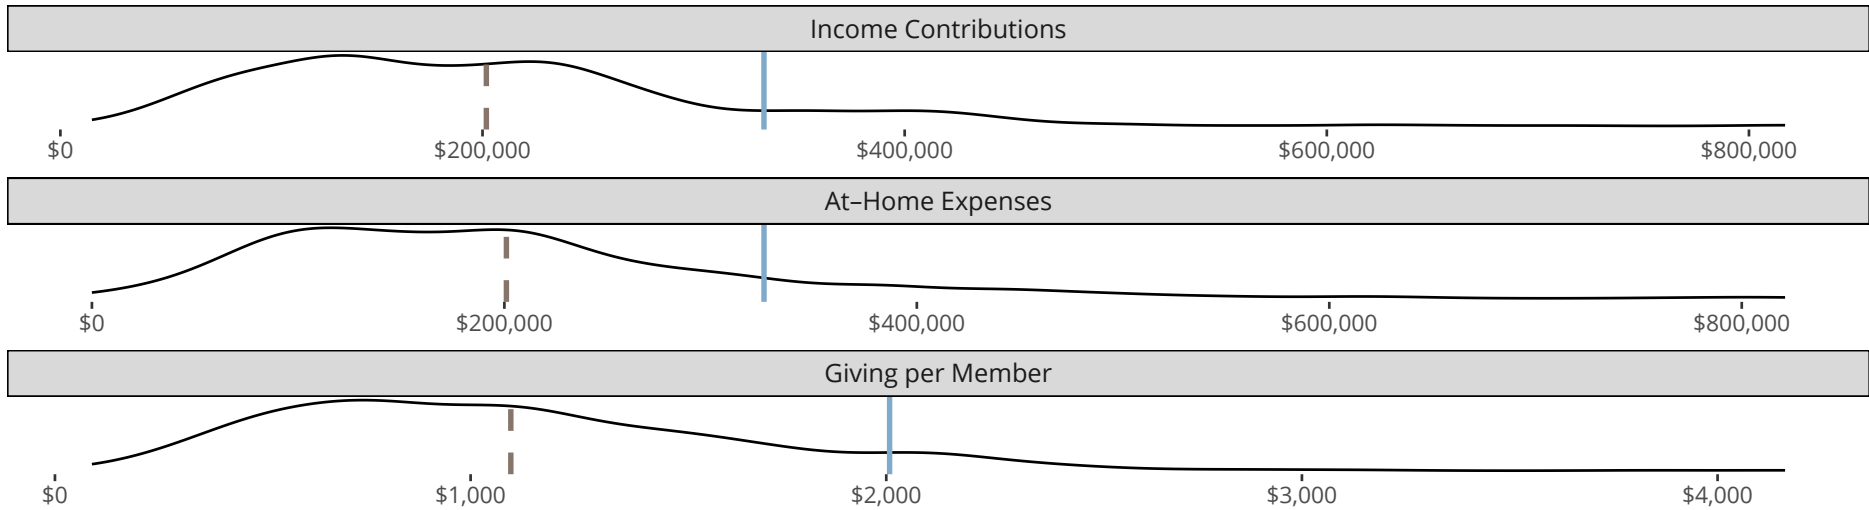 Income Contributions
$0 $200,000 $400,000 $600,000 $800,000
At–Home Expenses
$0 $200,000 $400,000 $600,000 $800,000
Giving per Member
$0 $1,000 $2,000 $3,000 $4,000